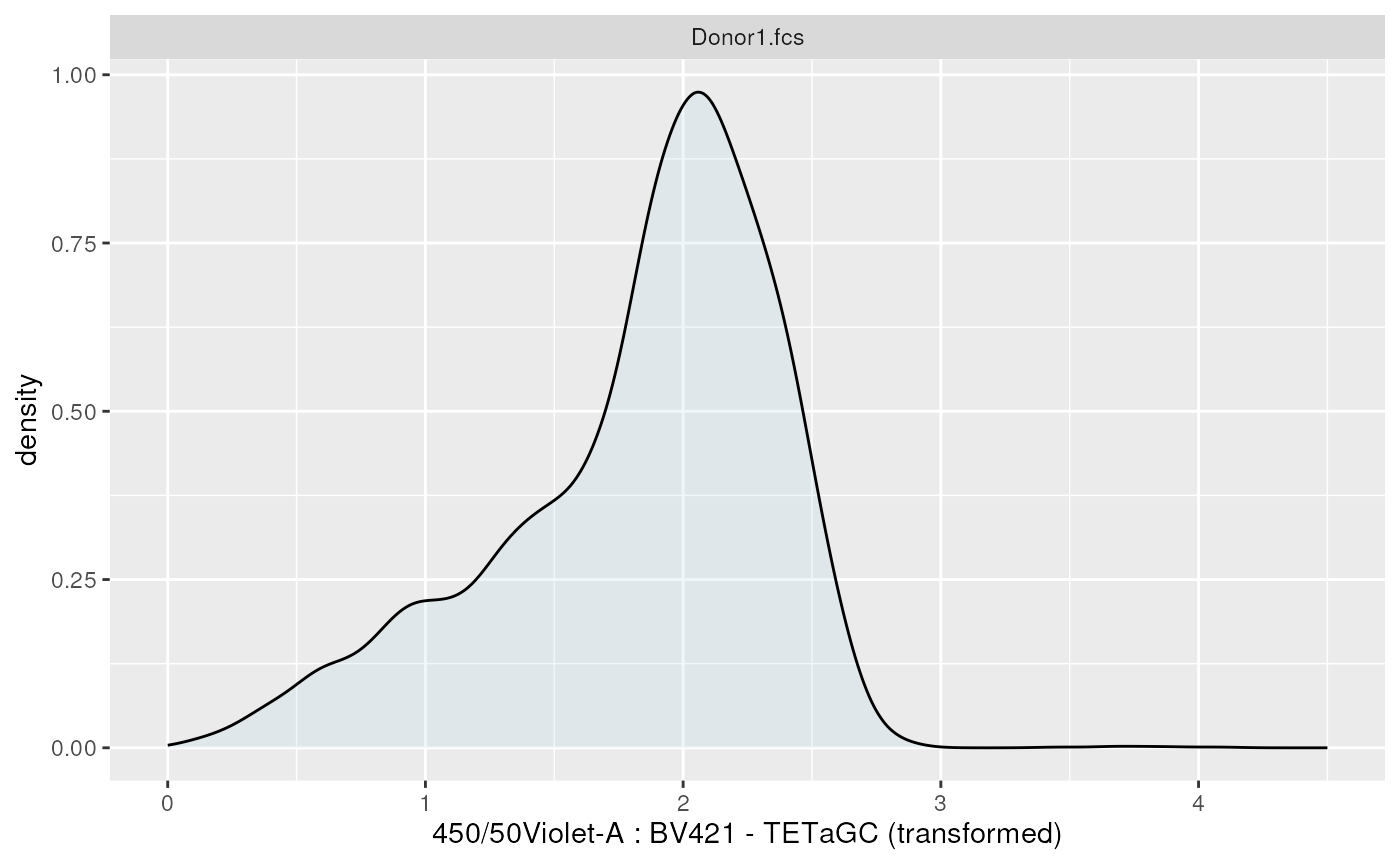 Donor1.fcs
1.00
0.75
0.50
0.25
0.00
density
0 1 2 3 4
450/50Violet-A : BV421 - TETaGC (transformed)